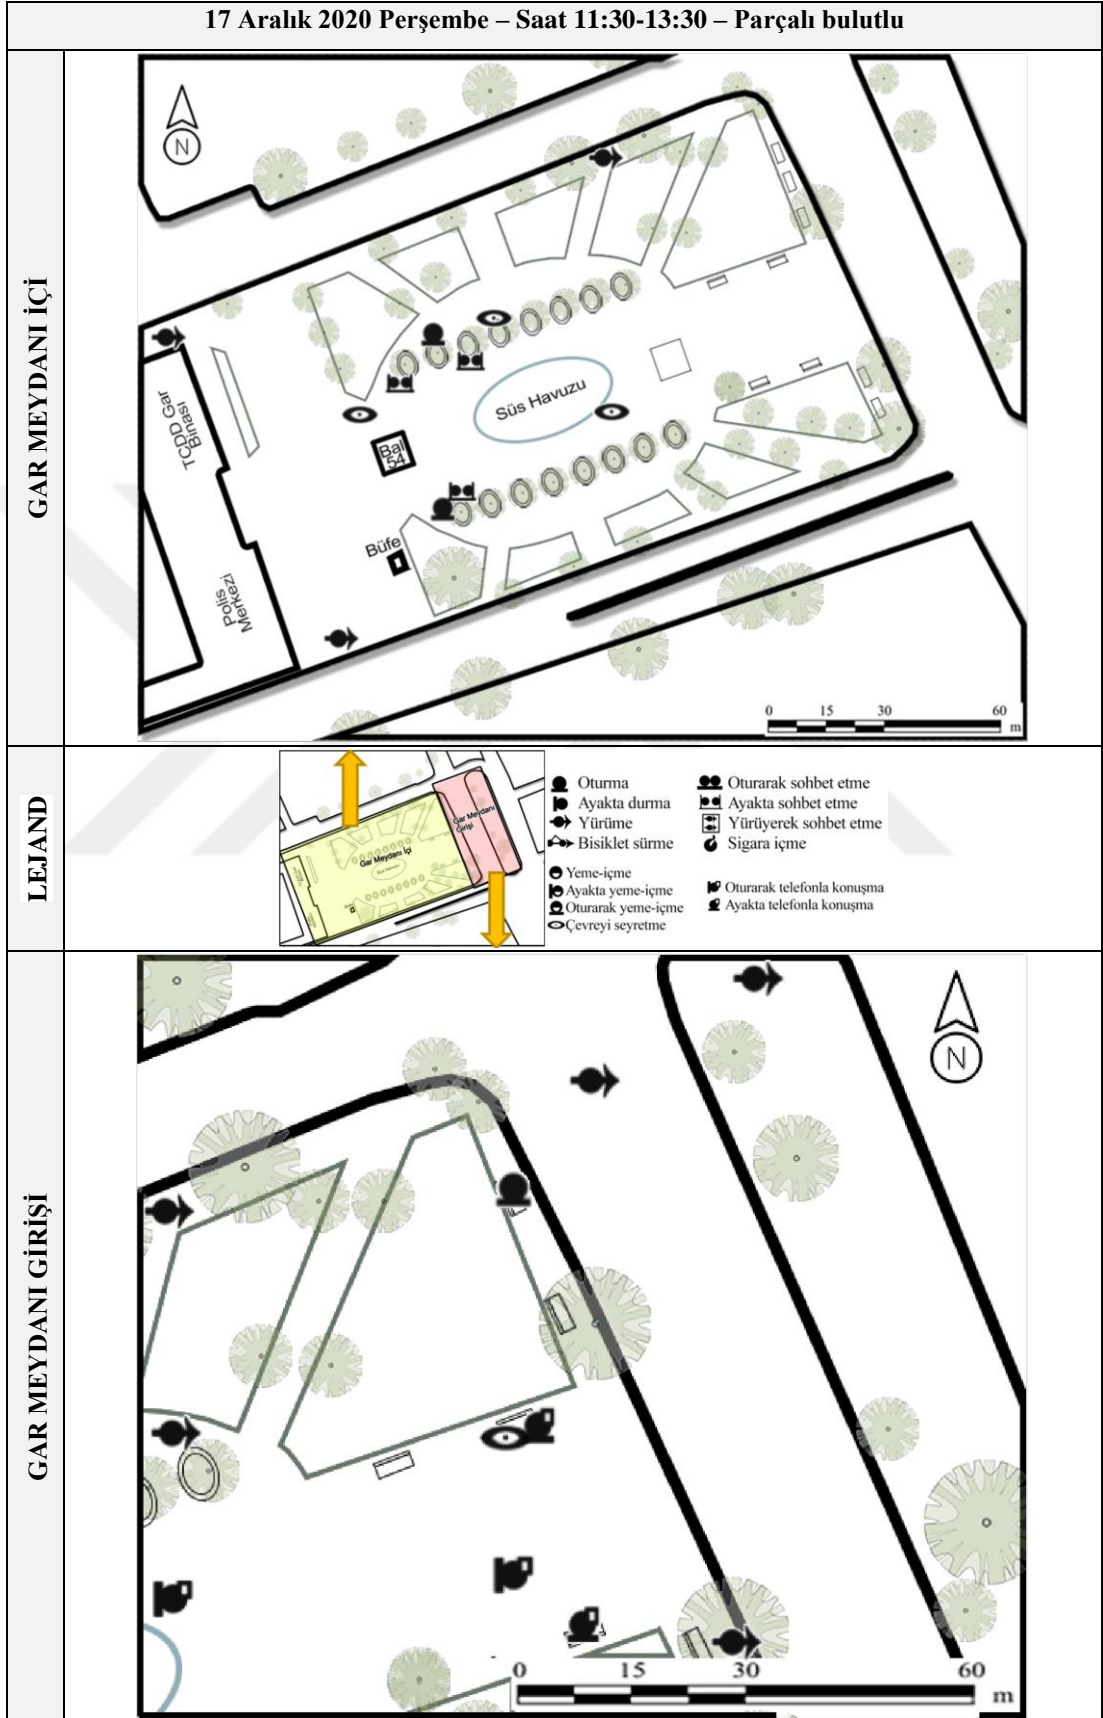 17 Aralık 2020 Perşembe – Saat 11:30-13:30 – Parçalı bulutlu
GAR MEYDANI İÇİ
N
TCDD Gar
Binası
Süs Havuzu
Bal
54
Büfe
Polis
Merkezi
0 15 30 60
m
LEJAND
Gar Meydanı
Girişi
Gar Meydanı İçi
Oturma
Ayakta durma
Yürüme
Bisiklet sürme
Oturarak sohbet etme
Ayakta sohbet etme
Yürüyerek sohbet etme
Sigara içme
Yeme-içme
Ayakta yeme-içme
Oturarak yeme-içme
Çevreyi seyretme
Oturarak telefonla konuşma
Ayakta telefonla konuşma
GAR MEYDANI GİRİŞİ
N
0 15 30 60
m